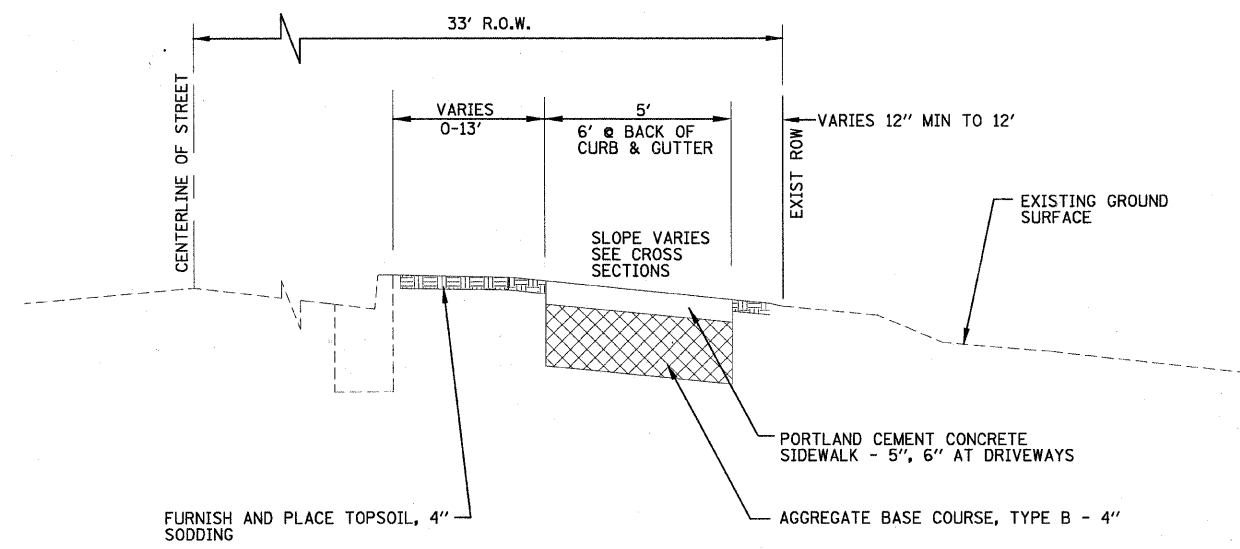 33' R.O.W.
CENTERLINE OF STREET
VARIES
0-13'
5'
6' @ BACK OF
CURB & GUTTER
VARIES 12" MIN TO 12'
EXIST ROW
EXISTING GROUND
SURFACE
SLOPE VARIES
SEE CROSS
SECTIONS
PORTLAND CEMENT CONCRETE
SIDEWALK - 5", 6" AT DRIVEWAYS
FURNISH AND PLACE TOPSOIL, 4"
SODDING
AGGREGATE BASE COURSE, TYPE B - 4"